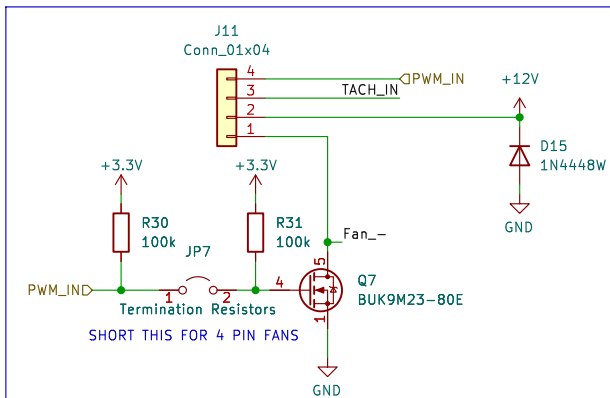 J11
Conn_01x04
4
PWM_IN
3
TACH_IN
+12V
2
1
D15
1N4448W
+3.3V
+3.3V
GND
R30
100k
R31
100k
JP7
Fan_-
5
PWM_IN
1
2
4
Q7
BUK9M23-80E
Termination Resistors
1
SHORT THIS FOR 4 PIN FANS
GND